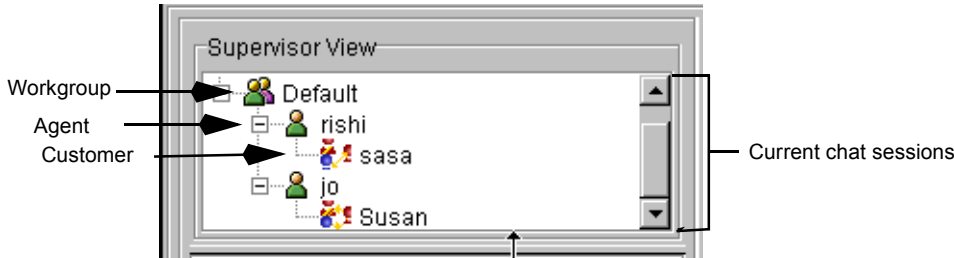 Supervisor View
Workgroup
Default
Agent
rishi
Customer
sasa
Current chat sessions
jo
Susan